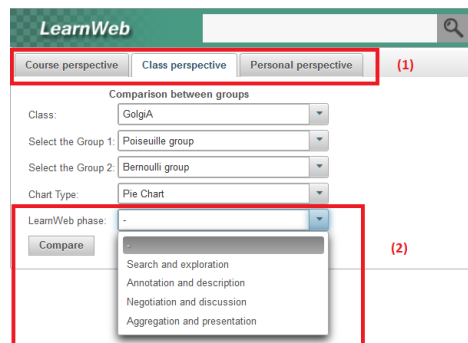 LearnWeb
Course perspective Class perspective Personal perspective (1)
Comparison between groups
Class: GolgiA
Select the Group 1: Poiseuille group
Select the Group 2: Bernoulli group
Chart Type: Pie Chart
LearnWeb phase: -
Compare - (2)
Search and exploration
Annotation and description
Negotiation and discussion
Aggregation and presentation